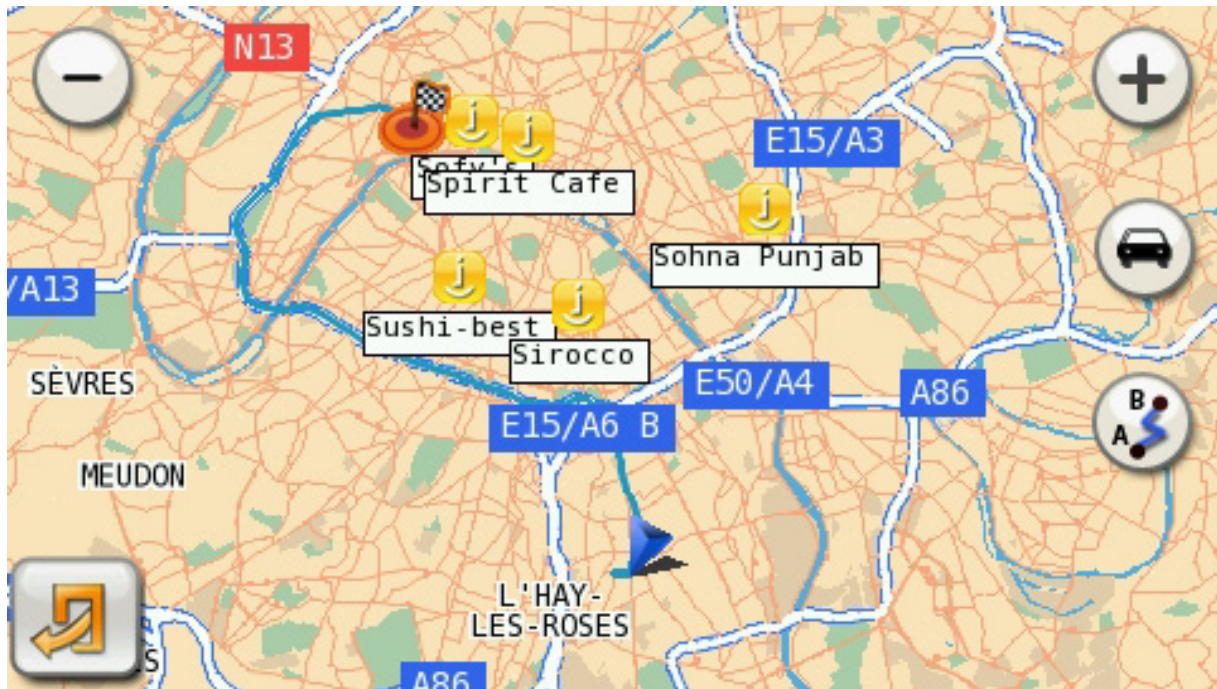 N13
E15/A3
Sofy's
Spirit Cafe
Sohna Punjab
/A13
Sushi-best
Sirocco
SÈVRES
E50/A4
A86
B
A
E15/A6 B
MEUDON
L'HAY-
LES-ROSES
A86